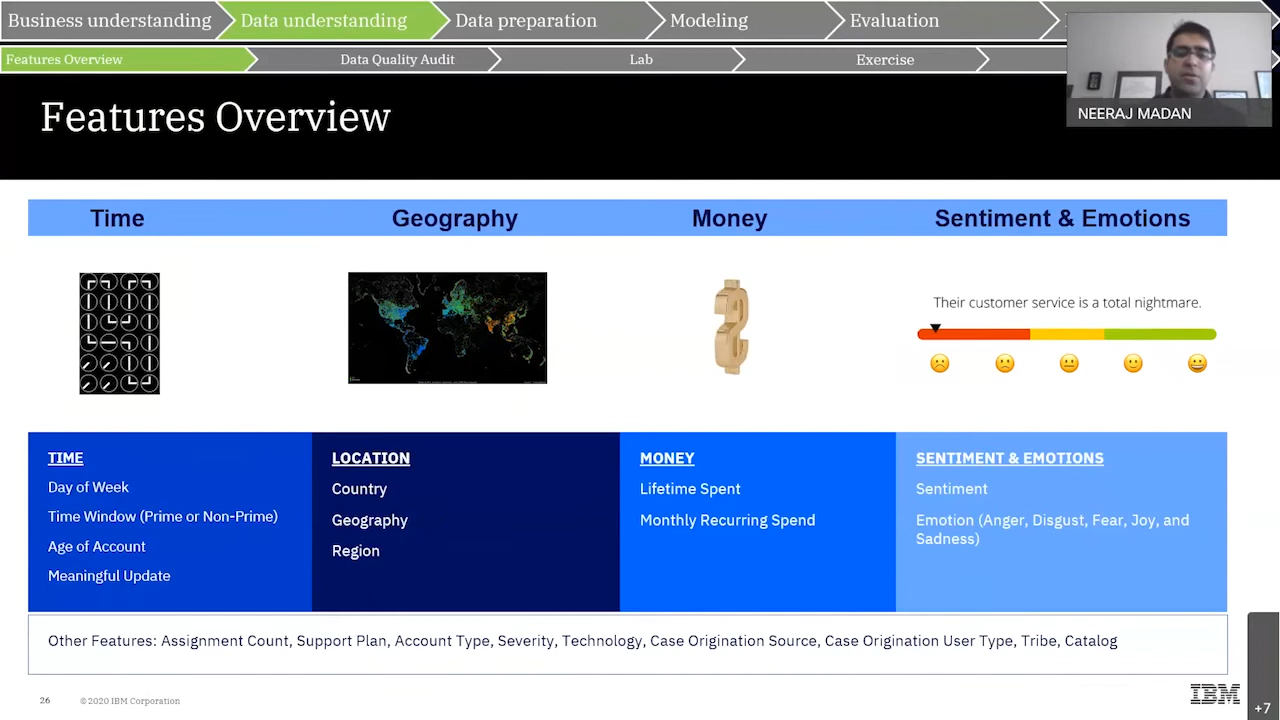 Business understanding
Data understanding
Data preparation
Modeling
Evaluation
Features Overview
Data Quality Audit
Lab
Exercise
Features Overview
NEERAJ MADAN
Time
Geography
Money
Sentiment & Emotions
Their customer service is a total nightmare.
TIME
Day of Week
Time Window (Prime or Non-Prime)
Age of Account
Meaningful Update
LOCATION
Country
Geography
Region
MONEY
Lifetime Spent
Monthly Recurring Spend
SENTIMENT & EMOTIONS
Sentiment
Emotion (Anger, Disgust, Fear, Joy, and
Sadness)
Other Features: Assignment Count, Support Plan, Account Type, Severity, Technology, Case Origination Source, Case Origination User Type, Tribe, Catalog
26
© 2020 IBM Corporation
IBM
+7